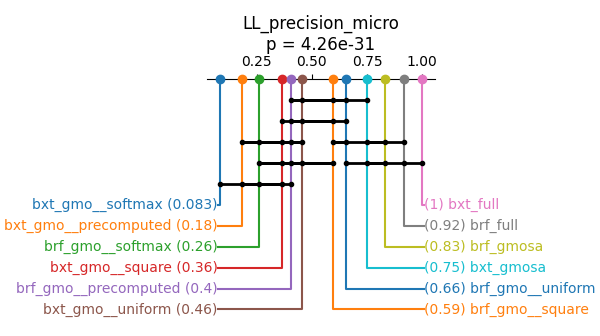 LL_precision_micro
p = 4.26e-31
0.25 0.50 0.75 1.00
bxt_gmo__softmax (0.083) (1) bxt_full
bxt_gmo__precomputed (0.18) (0.92) brf_full
brf_gmo__softmax (0.26) (0.83) brf_gmosa
bxt_gmo__square (0.36) (0.75) bxt_gmosa
brf_gmo__precomputed (0.4) (0.66) brf_gmo__uniform
bxt_gmo__uniform (0.46) (0.59) brf_gmo__square